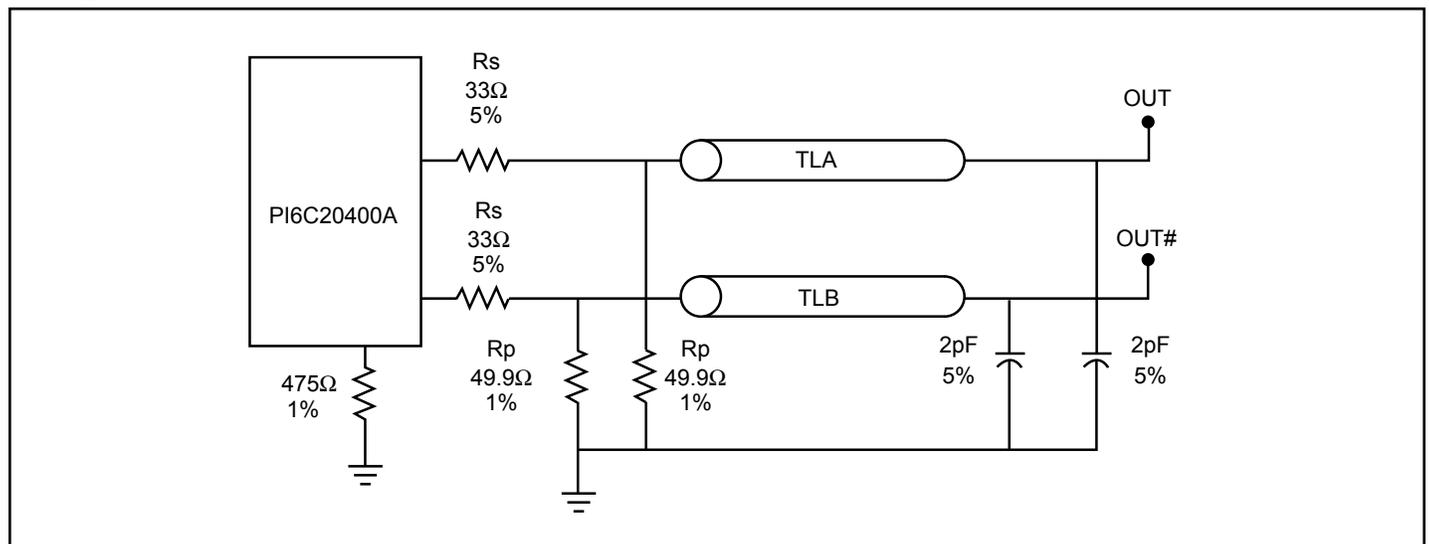 Rs
33Ω
5%
OUT
TLA
PI6C20400A
Rs
33Ω
5%
OUT#
TLB
Rp
49.9Ω
1%
Rp
49.9Ω
1%
2pF
5%
2pF
5%
475Ω
1%